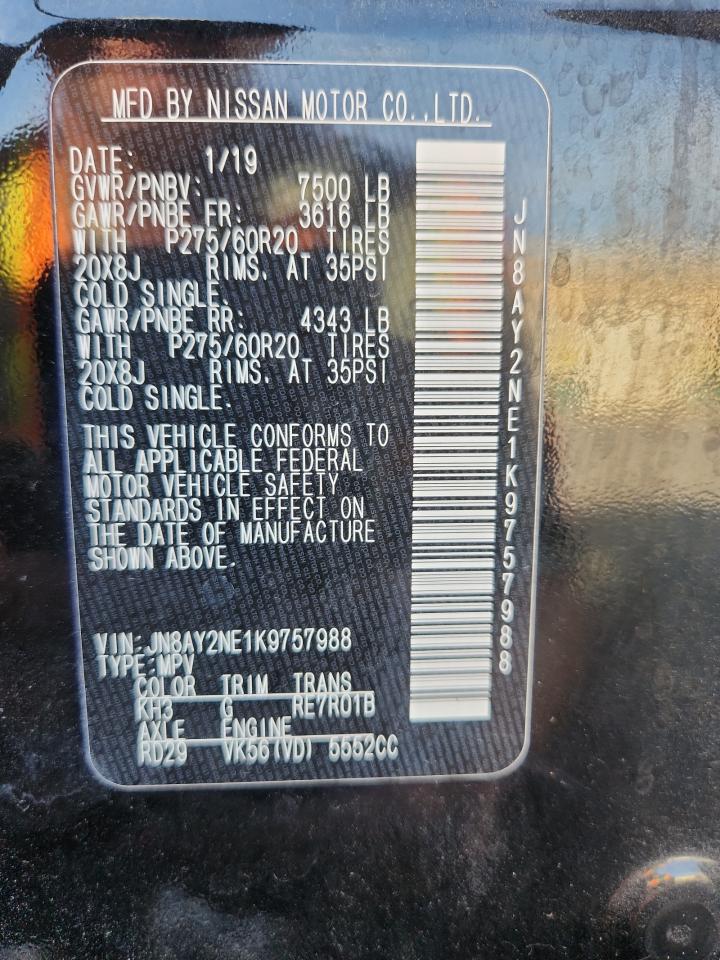 MFD BY NISSAN MOTOR CO.,LTD.
DATE: 1/19
GVWR/PNBV: 7500 LB
GAWR/PNBE FR: 3616 LB
WITH P275/60R20 TIRES
20X8J RIMS. AT 35PSI
COLD SINGLE.
GAWR/PNBE RR: 4343 LB
WITH P275/60R20 TIRES
20X8J RIMS. AT 35PSI
COLD SINGLE.
THIS VEHICLE CONFORMS TO
ALL APPLICABLE FEDERAL
MOTOR VEHICLE SAFETY
STANDARDS IN EFFECT ON
THE DATE OF MANUFACTURE
SHOWN ABOVE.
VIN:JN8AY2NE1K9757988
TYPE:MPV
COLOR TRIM TRANS
KH3 G RE7R01B
AXLE ENGINE
RD29 VK56(VD) 5552CC
JN8AY2NE1K9757988